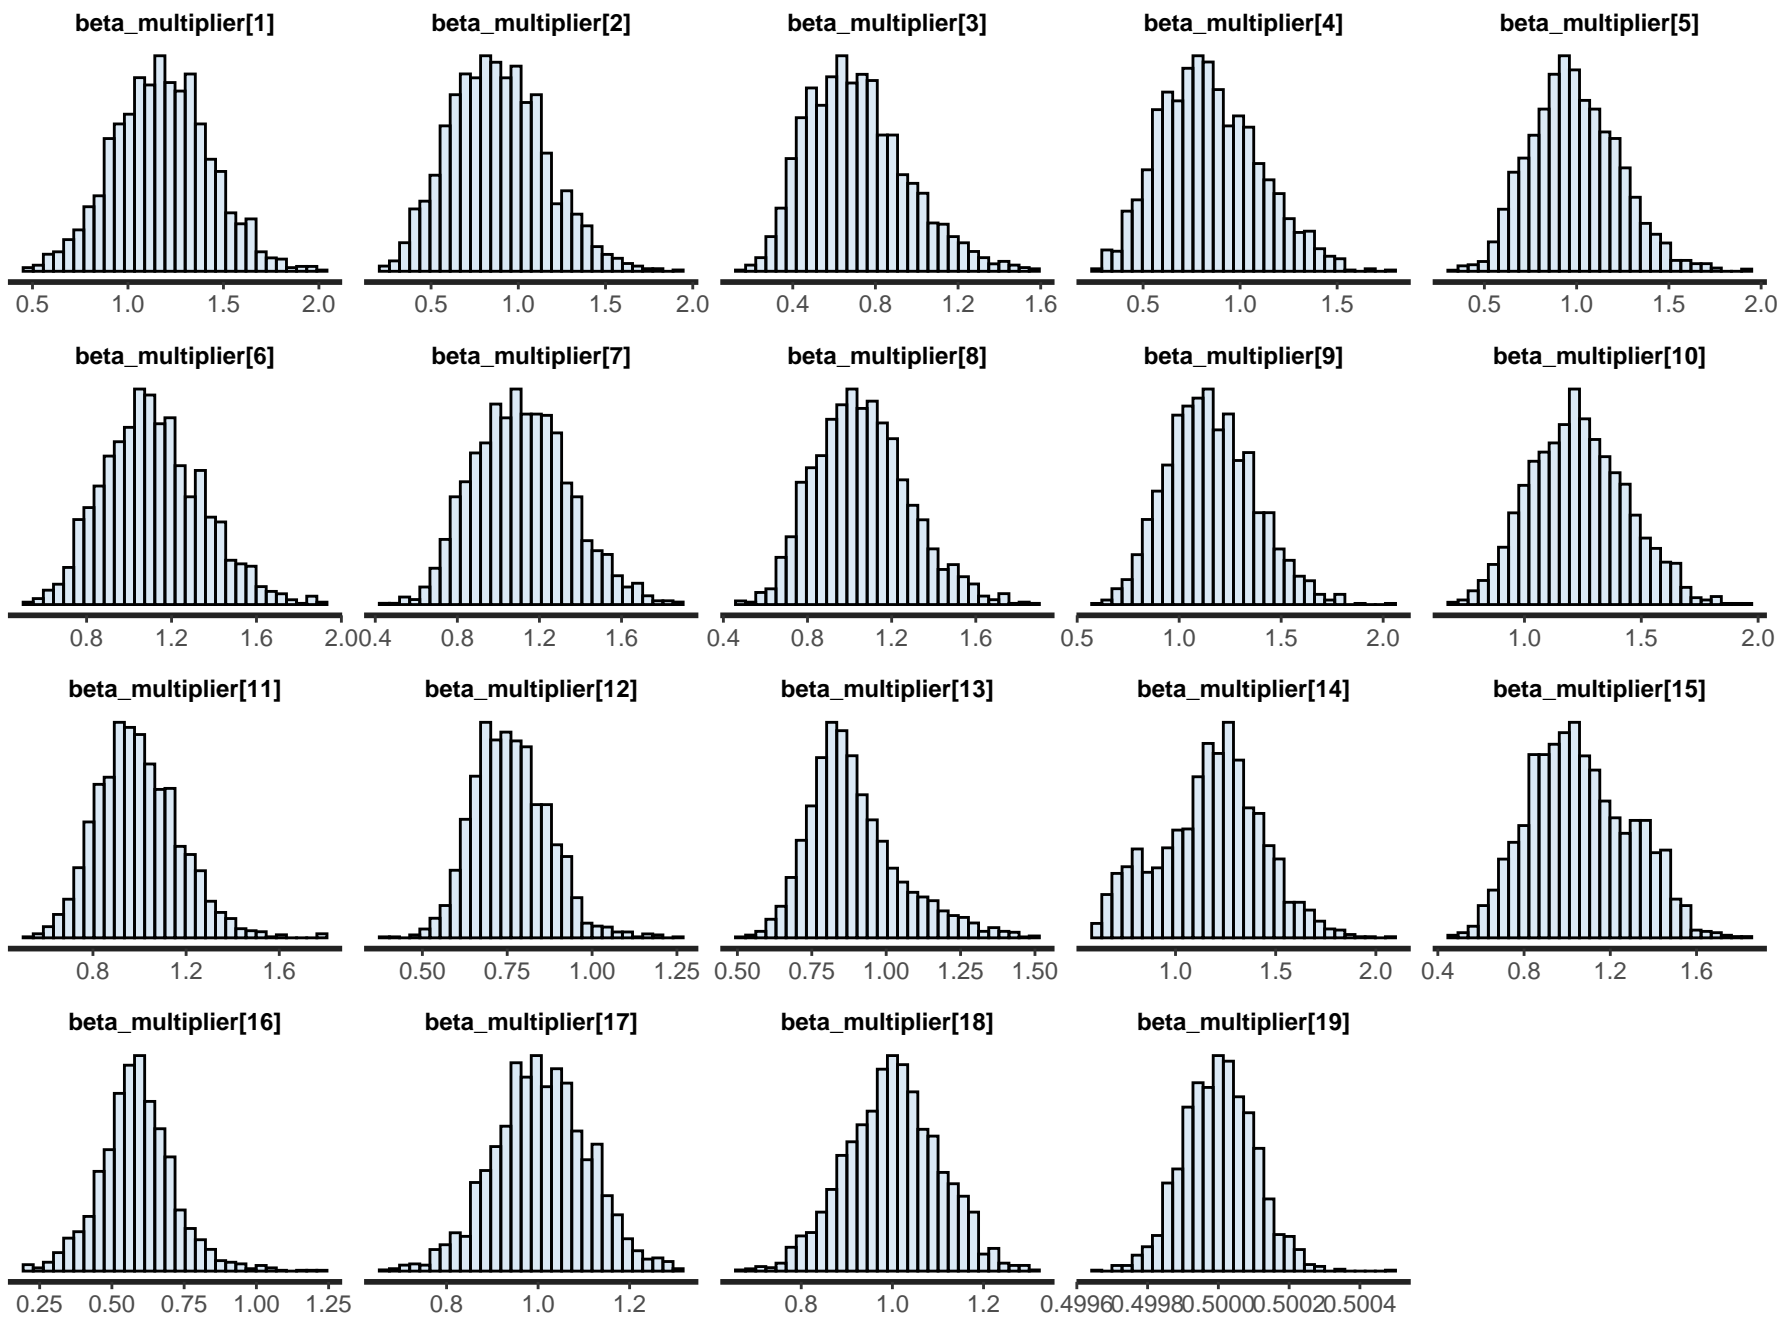 beta_multiplier[1] beta_multiplier[2] beta_multiplier[3] beta_multiplier[4] beta_multiplier[5]
0.5 1.0 1.5 2.0 0.5 1.0 1.5 2.0 0.4 0.8 1.2 1.6 0.5 1.0 1.5 0.5 1.0 1.5 2.0
beta_multiplier[6] beta_multiplier[7] beta_multiplier[8] beta_multiplier[9] beta_multiplier[10]
0.8 1.2 1.6 2.0 0.4 0.8 1.2 1.6 0.4 0.8 1.2 1.6 0.5 1.0 1.5 2.0 1.0 1.5 2.0
beta_multiplier[11] beta_multiplier[12] beta_multiplier[13] beta_multiplier[14] beta_multiplier[15]
0.8 1.2 1.6 0.50 0.75 1.00 1.25 0.50 0.75 1.00 1.25 1.50 1.0 1.5 2.0 0.4 0.8 1.2 1.6
beta_multiplier[16] beta_multiplier[17] beta_multiplier[18] beta_multiplier[19]
0.25 0.50 0.75 1.00 1.25 0.8 1.0 1.2 0.8 1.0 1.2 0.4996 0.4998 0.5000 0.5002 0.5004